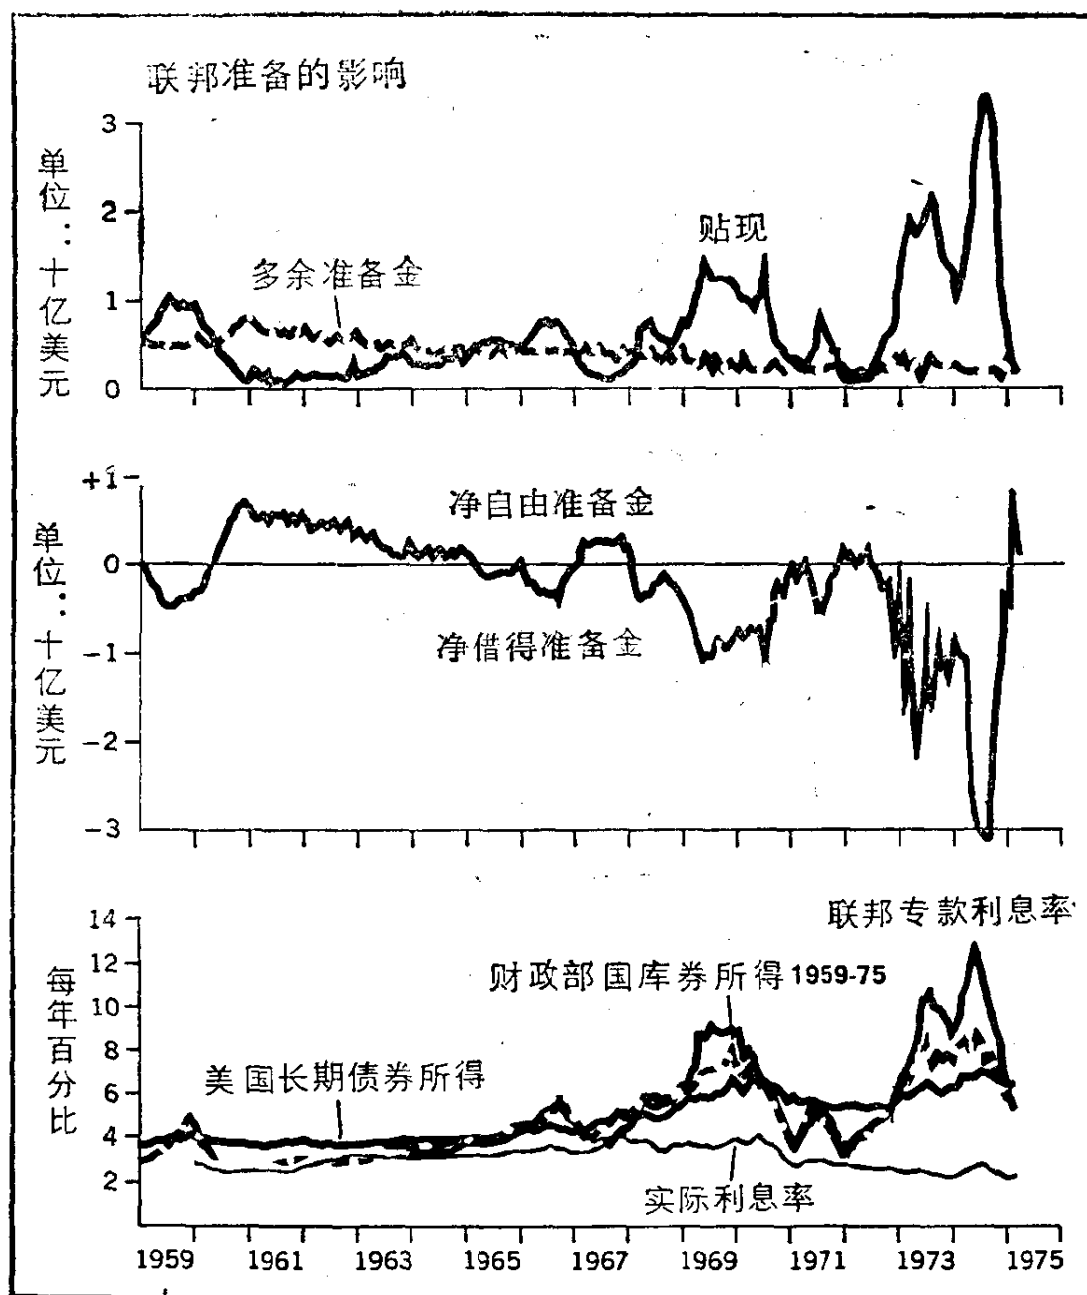 联邦准备的影响
单位：十亿美元
3
2
1
0
贴现
多余准备金
单位：十亿美元
+1
0
-1
-2
-3
净自由准备金
净借得准备金
每年百分比
14
12
10
8
6
4
2
联邦专款利息率
财政部国库券所得 1959-75
美国长期债券所得
实际利息率
1959 1961 1963 1965 1967 1969 1971 1973 1975